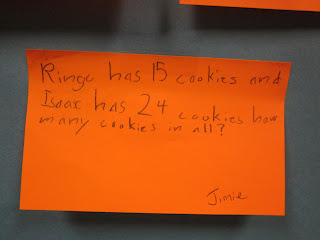 Ringo has 15 cookies and
Isaac has 24 cookies how
many cookies in all?
Jimie